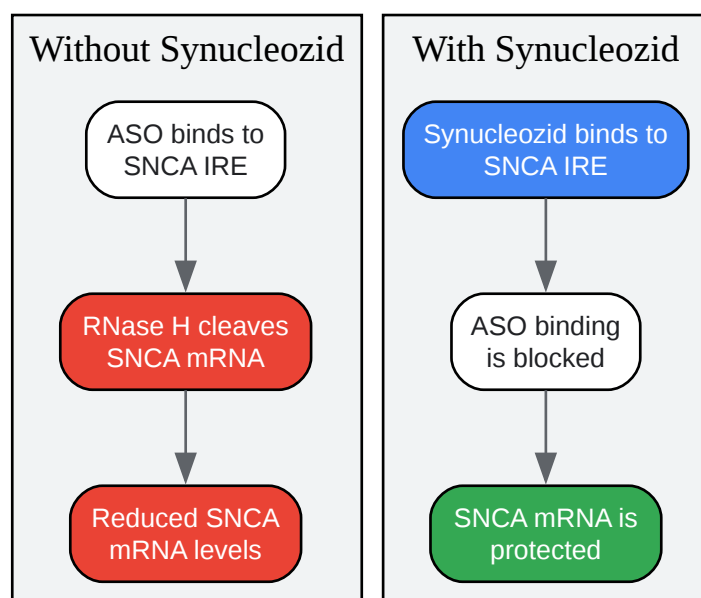 Without Synucleozid
ASO binds to
SNCA IRE
RNase H cleaves
SNCA mRNA
Reduced SNCA
mRNA levels
With Synucleozid
Synucleozid binds to
SNCA IRE
ASO binding
is blocked
SNCA mRNA is
protected